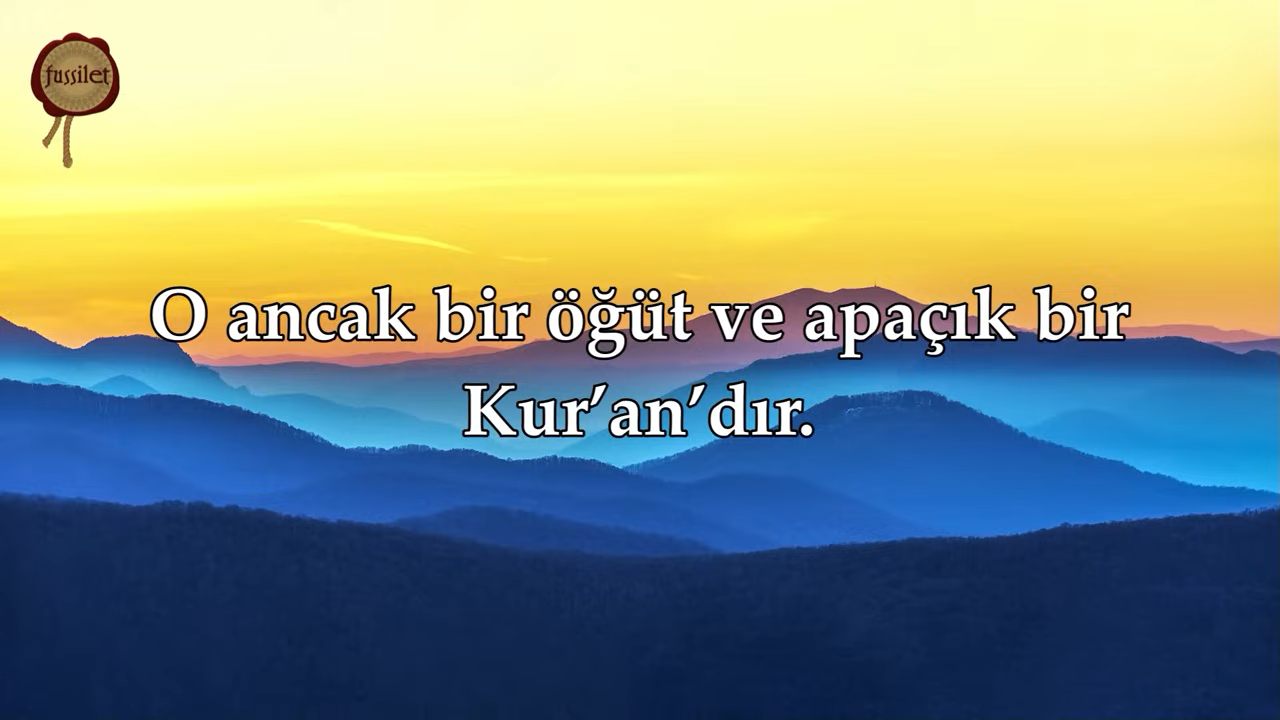 fussilet
O ancak bir öğüt ve apaçık bir
Kur’an’dır.